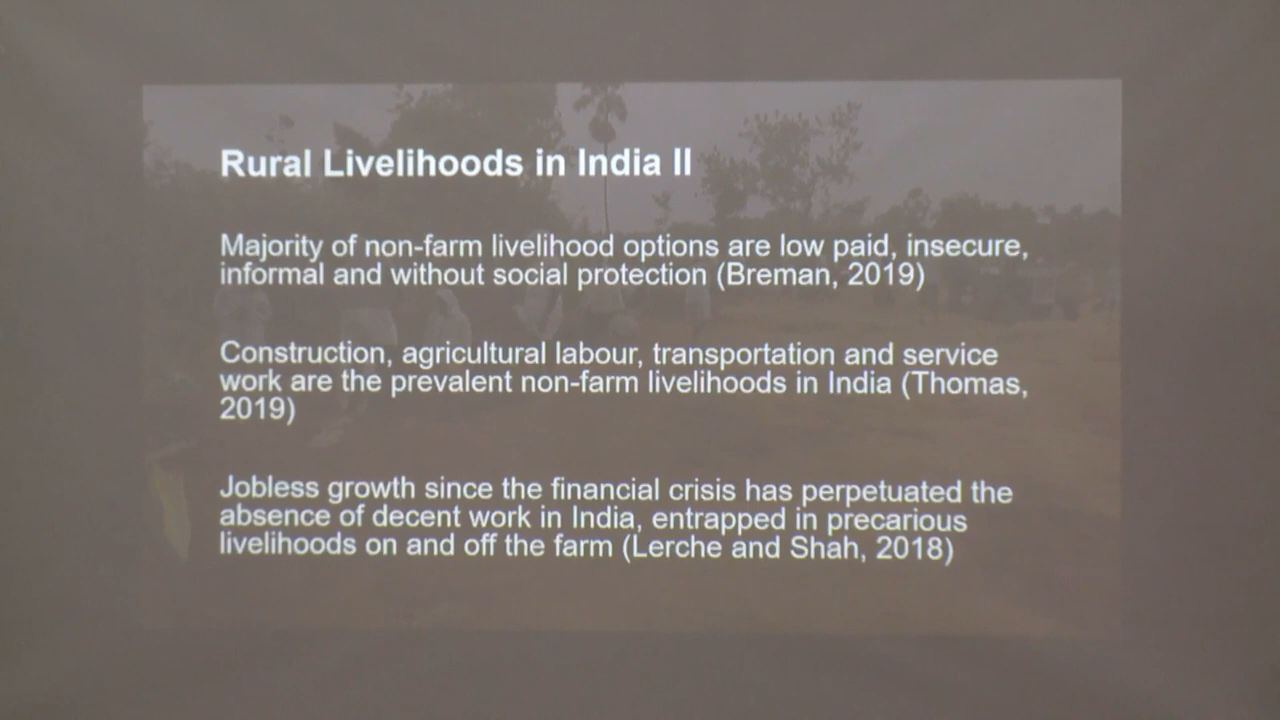 Rural Livelihoods in India II
Majority of non-farm livelihood options are low paid, insecure,
informal and without social protection (Breman, 2019)
Construction, agricultural labour, transportation and service
work are the prevalent non-farm livelihoods in India (Thomas,
2019)
Jobless growth since the financial crisis has perpetuated the
absence of decent work in India, entrapped in precarious
livelihoods on and off the farm (Lerche and Shah, 2018)